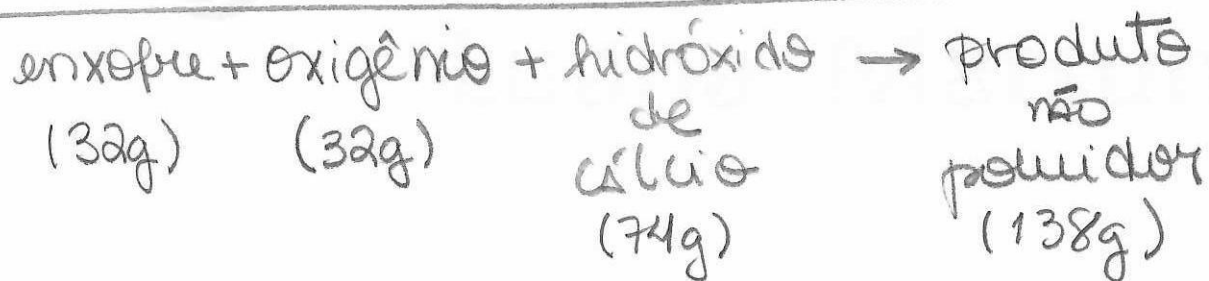 enxofre + oxigênio + hidróxido → produto
de não
cálcio poluidor
(32g) (32g) (74g) (138g)